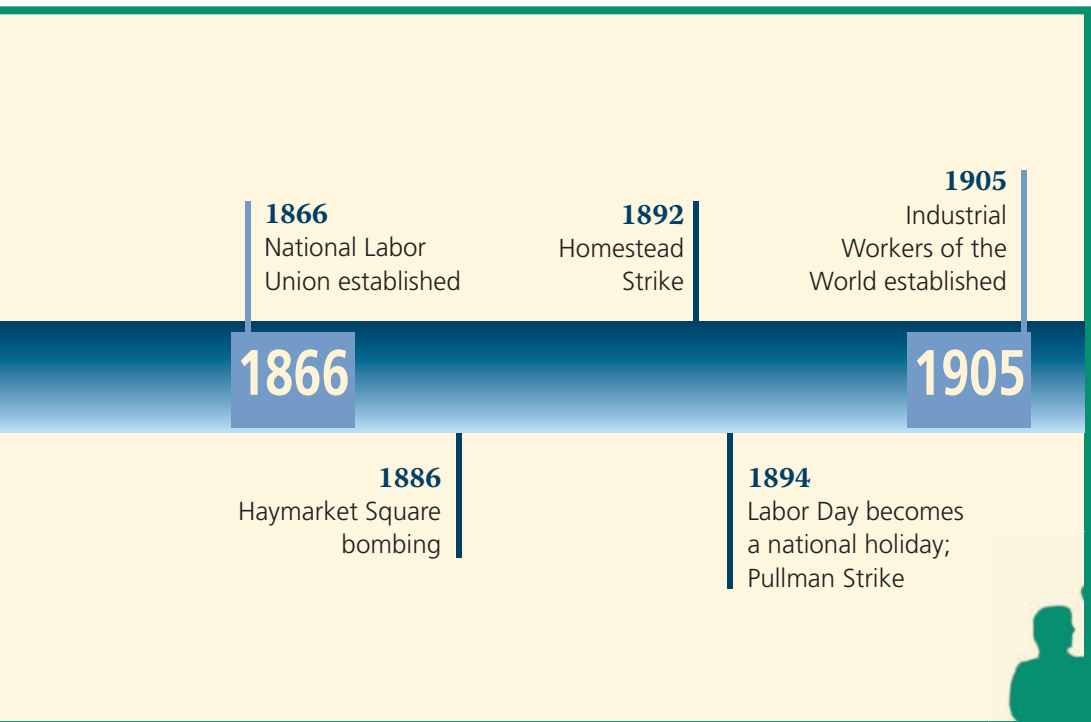 1866
National Labor
Union established
1892
Homestead
Strike
1905
Industrial
Workers of the
World established
1866
1905
1886
Haymarket Square
bombing
1894
Labor Day becomes
a national holiday;
Pullman Strike